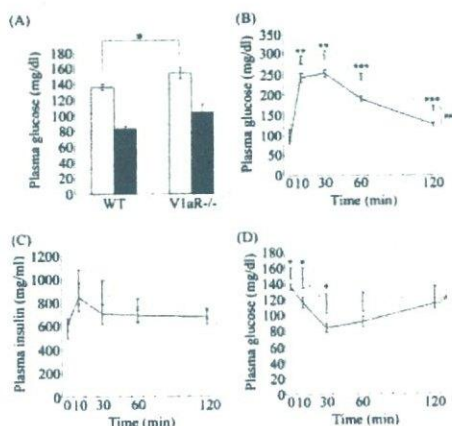 (A)
Plasma glucose (mg/dl)
180
160
140
120
100
80
60
40
20
0
*
WT
V1aR-/-
(B)
Plasma glucose (mg/dl)
350
300
250
200
150
100
50
0
**
**
***
***
0 10 30 60 120
Time (min)
(C)
Plasma insulin (mg/ml)
1200
1000
800
600
400
200
0
0 10 30 60 120
Time (min)
(D)
Plasma glucose (mg/dl)
180
160
140
120
100
80
60
40
20
0
* *
*
0 10 30 60 120
Time (min)